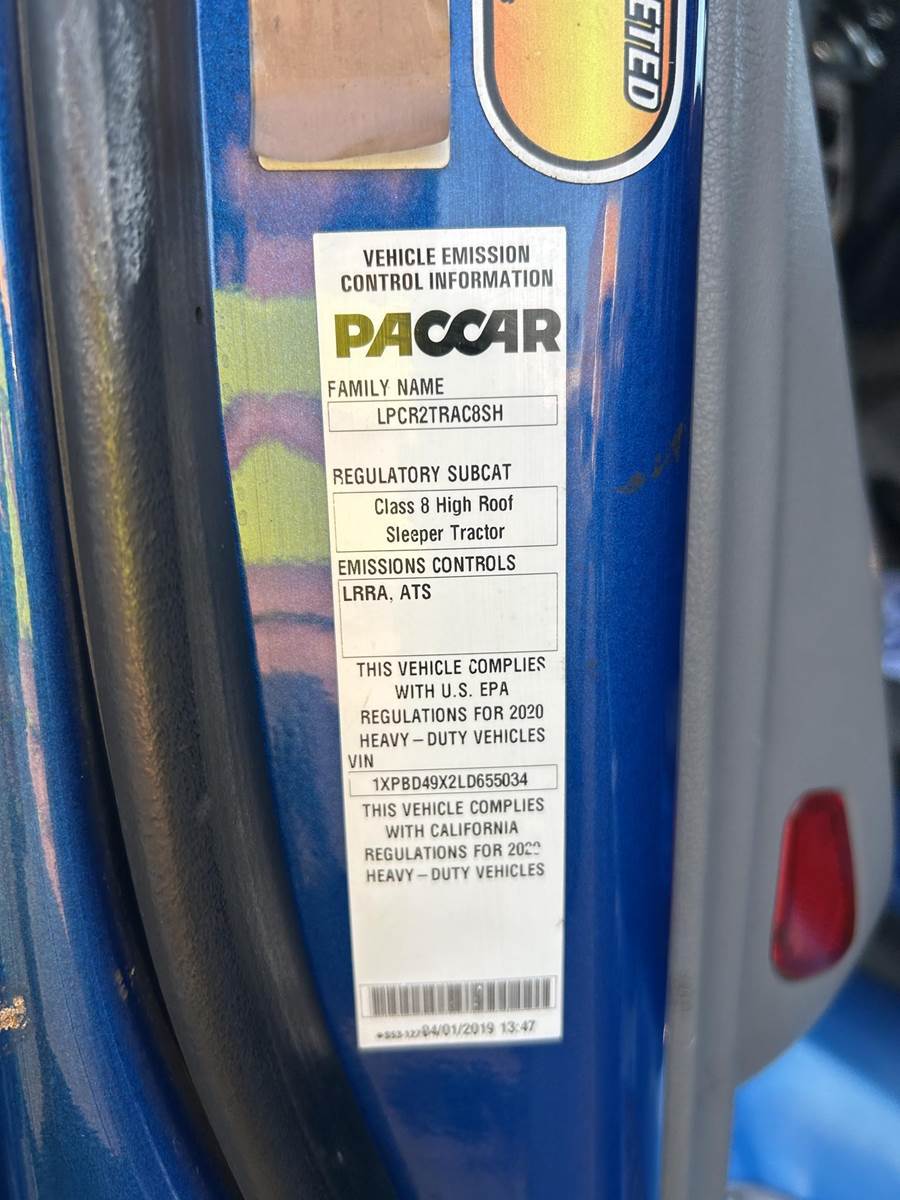 ETED
VEHICLE EMISSION
CONTROL INFORMATION
PACCAR
FAMILY NAME
LPCR2TRAC8SH
REGULATORY SUBCAT
Class 8 High Roof
Sleeper Tractor
EMISSIONS CONTROLS
LRRA, ATS
THIS VEHICLE COMPLIES
WITH U.S. EPA
REGULATIONS FOR 2020
HEAVY-DUTY VEHICLES
VIN
1XPBD49X2LD655034
THIS VEHICLE COMPLIES
WITH CALIFORNIA
REGULATIONS FOR
HEAVY-DUTY VEHICLES
04/01/2019 13:47